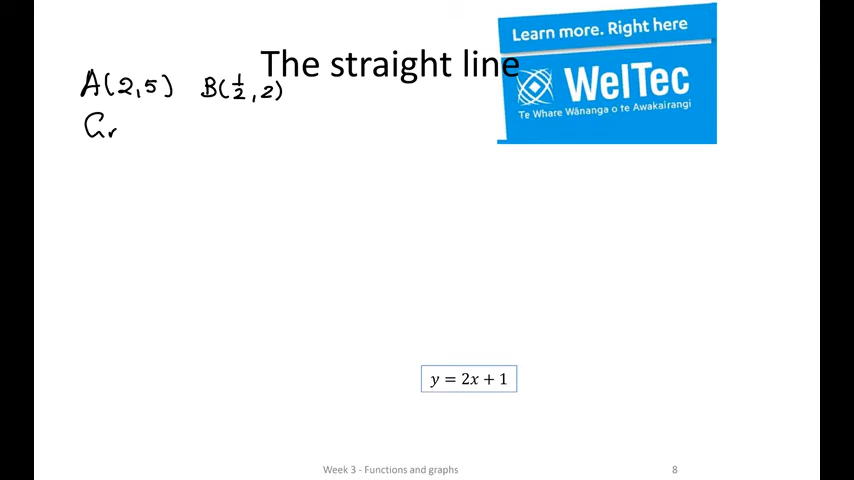 Learn more. Right here
The straight line
WelTec
Te Whare Wānanga o te Awakairangi
A(2,5) B(½,2)
Gr
y = 2x + 1
Week 3 - Functions and graphs
8